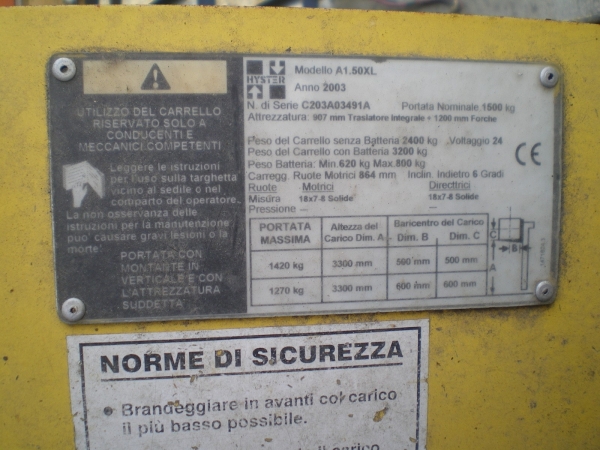 UTILIZZO DEL CARRELLO
RISERVATO SOLO A
CONDUCENTI E
MECCANICI COMPETENTI
Leggere le istruzioni
per l'uso sulla targhetta
vicino al sedile o nel
comparto del operatore.
La non osservanza delle
istruzioni per la manutenzione
puo' causare gravi lesioni o la
morte
PORTATA CON
MONTANTE IN
VERTICALE E CON
L'ATTREZZATURA
SUDDETTA
HYSTER
Modello A1.50XL
Anno 2003
N. di Serie C203A03491A Portata Nominale 1500 kg
Attrezzatura: 907 mm Traslatore integrale + 1200 mm Forche
Peso del Carrello senza Batteria 2400 kg .Voltaggio 24
Peso del Carrello con Batteria 3200 kg
Peso Batteria: Min.620 kg Max.800 kg
Carregg. Ruote Motrici 864 mm Inclin. Indietro 6 Gradi
Ruote Motrici Direttrici
Misura 18x7-8 Solide 18x7-8 Solide
Pressione --- ---
PORTATA MASSIMA Altezza del Carico Dim. A Baricentro del Carico Dim. B Dim. C
1420 kg 3300 mm 560 mm 500 mm
1270 kg 3300 mm 600 mm 600 mm
C
B
A
CE
NORME DI SICUREZZA
• Brandeggiare in avanti col carico
il più basso possibile.